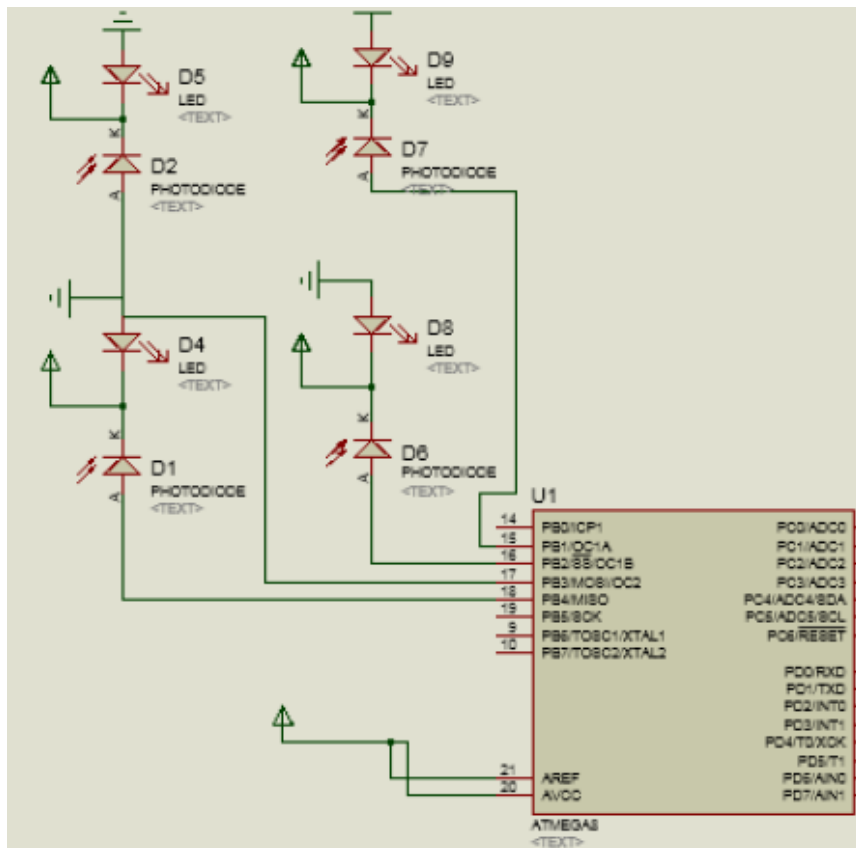 D5
LED
<TEXT>
K
D2
PHOTODIODE
<TEXT>
A
D9
LED
<TEXT>
K
D7
PHOTODIODE
<TEXT>
A
D4
LED
<TEXT>
K
D1
PHOTODIODE
<TEXT>
A
D8
LED
<TEXT>
K
D6
PHOTODIODE
<TEXT>
A
U1
14 PB0/ICP1 PC0/ADC0
15 PB1/OC1A PC1/ADC1
16 PB2/SS/OC1B PC2/ADC2
17 PB3/MOSI/OC2 PC3/ADC3
18 PB4/MISO PC4/ADC4/SDA
19 PB5/SCK PC5/ADC5/SCL
9 PB6/TOSC1/XTAL1 PC6/RESET
10 PB7/TOSC2/XTAL2
PD0/RXD
PD1/TXD
PD2/INT0
PD3/INT1
PD4/T0/XCK
PD5/T1
21 AREF PD6/AIN0
20 AVCC PD7/AIN1
ATMEGA8
<TEXT>